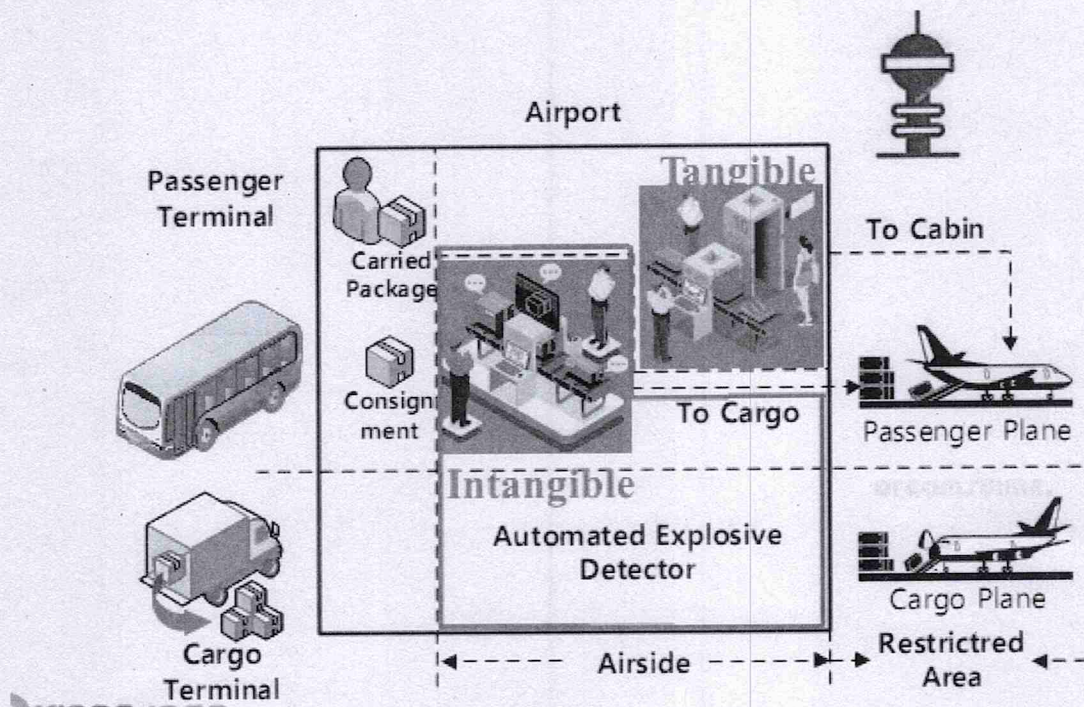 Airport
Passenger
Terminal
Tangible
To Cabin
Carried
Package
Consign
ment
To Cargo
Passenger Plane
Intangible
Automated Explosive
Detector
Cargo Plane
Cargo
Terminal
Airside
Restrictred
Area